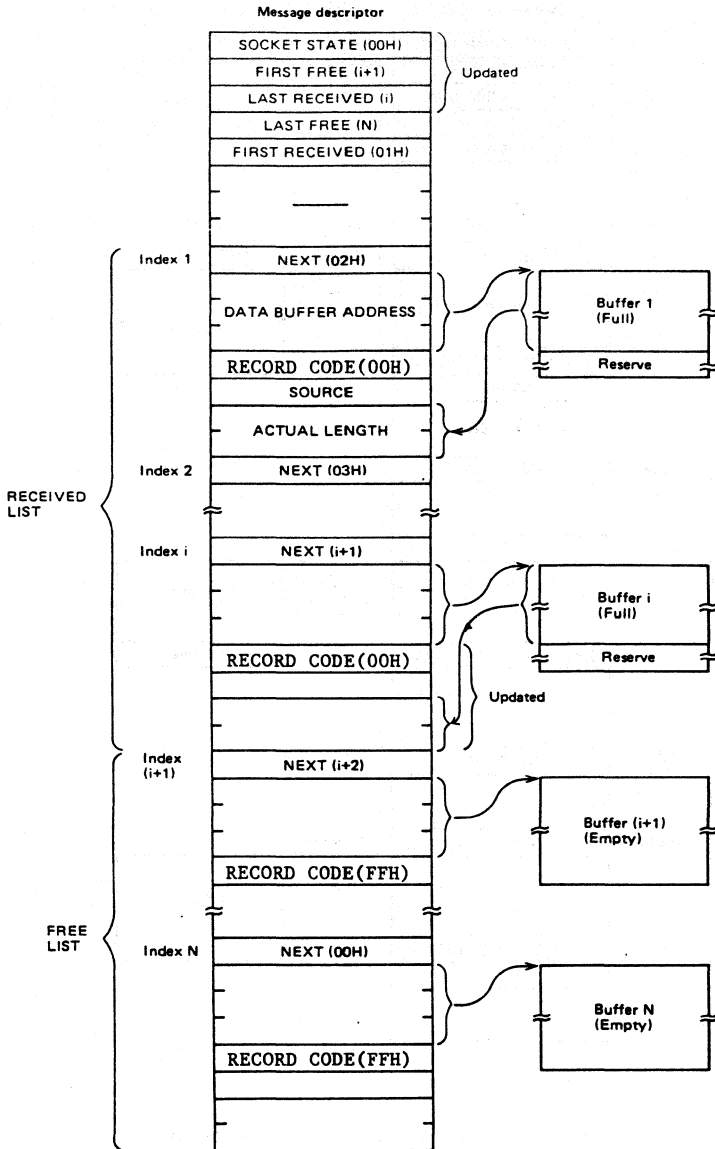 Message descriptor
SOCKET STATE (00H)
FIRST FREE (i+1)
Updated
LAST RECEIVED (i)
LAST FREE (N)
FIRST RECEIVED (01H)
Index 1
NEXT (02H)
DATA BUFFER ADDRESS
Buffer 1
(Full)
RECORD CODE(00H)
Reserve
SOURCE
ACTUAL LENGTH
Index 2
NEXT (03H)
RECEIVED
LIST
Index i
NEXT (i+1)
Buffer i
(Full)
RECORD CODE(00H)
Reserve
Updated
Index
(i+1)
NEXT (i+2)
Buffer (i+1)
(Empty)
RECORD CODE(FFH)
FREE
LIST
Index N
NEXT (00H)
Buffer N
(Empty)
RECORD CODE(FFH)